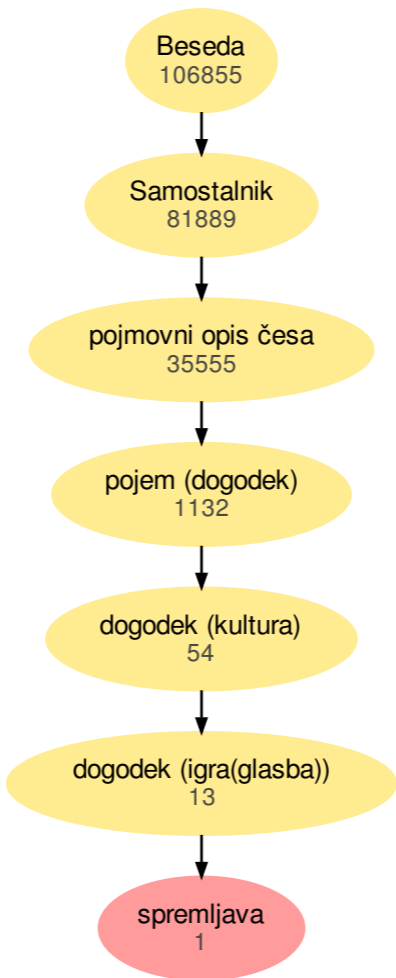 Beseda
106855
Samostalnik
81889
pojmovni opis česa
35555
pojem (dogodek)
1132
dogodek (kultura)
54
dogodek (igra(glasba))
13
spremljava
1